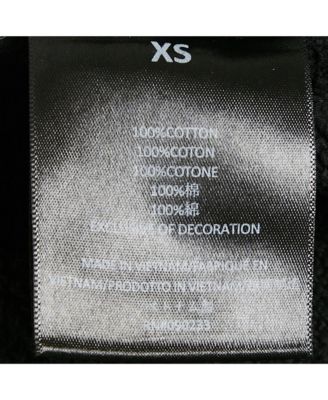 XS
100%COTTON
100%COTON
100%COTONE
100%棉
100%綿
EXCLUSIVE OF DECORATION
MADE IN VIETNAM/FABRIQUÉ EN
VIETNAM/PRODOTTO IN VIETNAM/